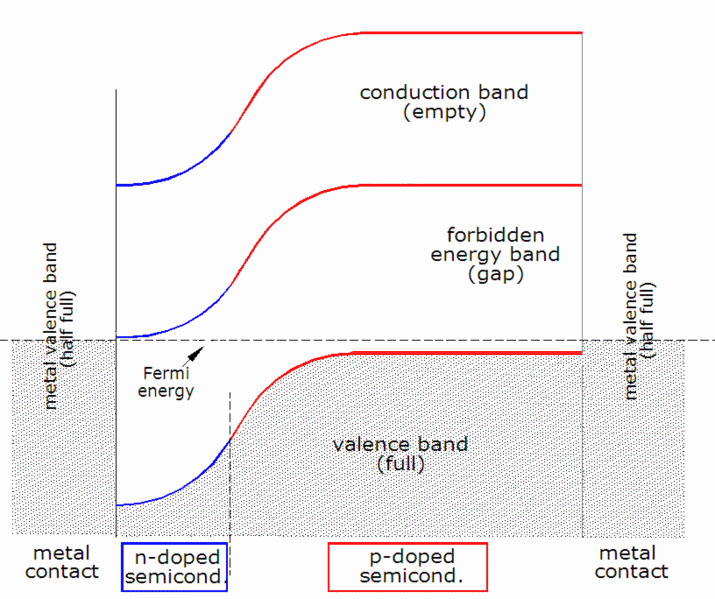 conduction band
(empty)
forbidden
energy band
(gap)
metal valence band
(half full)
metal valence band
(half full)
Fermi
energy
valence band
(full)
metal
contact
n-doped
semicond.
p-doped
semicond.
metal
contact